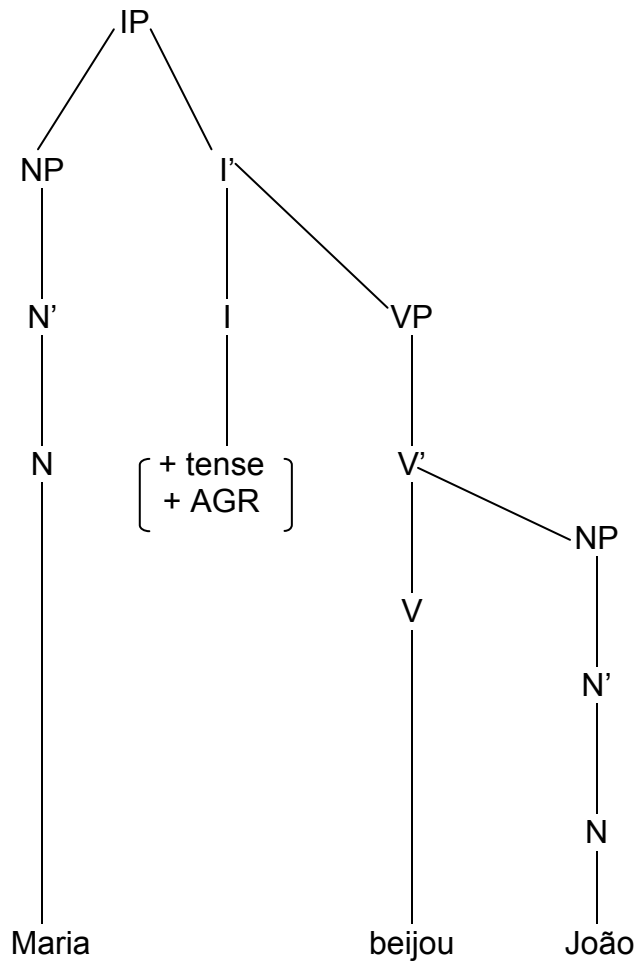 IP
NP I’
N’ I VP
N + tense V’
+ AGR
NP
V
N’
N
Maria beijou João